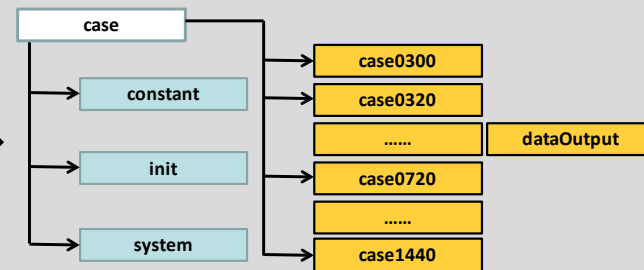 case
constant
init
system
case0300
case0320
......
dataOutput
case0720
......
case1440